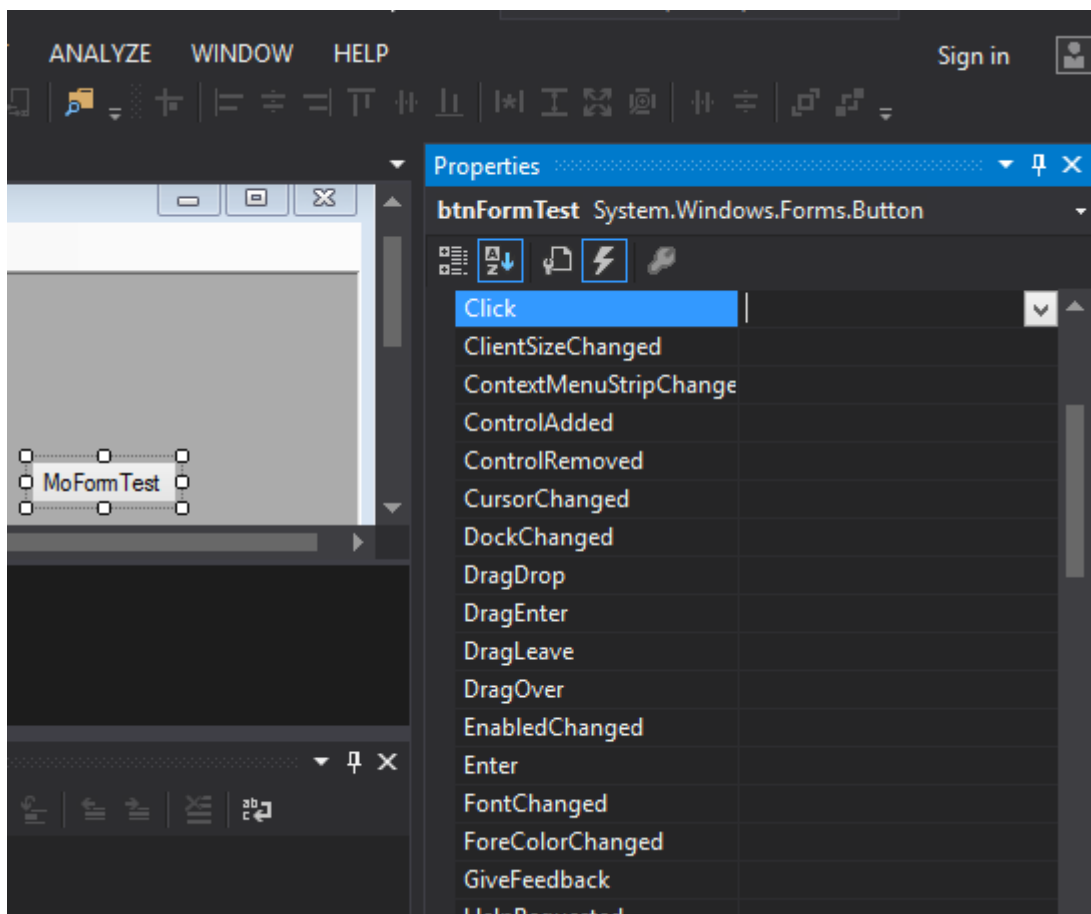 ANALYZE WINDOW HELP
Sign in
Properties
btnFormTest System.Windows.Forms.Button
Click
ClientSizeChanged
ContextMenuStripChange
ControlAdded
ControlRemoved
CursorChanged
DockChanged
DragDrop
DragEnter
DragLeave
DragOver
EnabledChanged
Enter
FontChanged
ForeColorChanged
GiveFeedback
MoFormTest